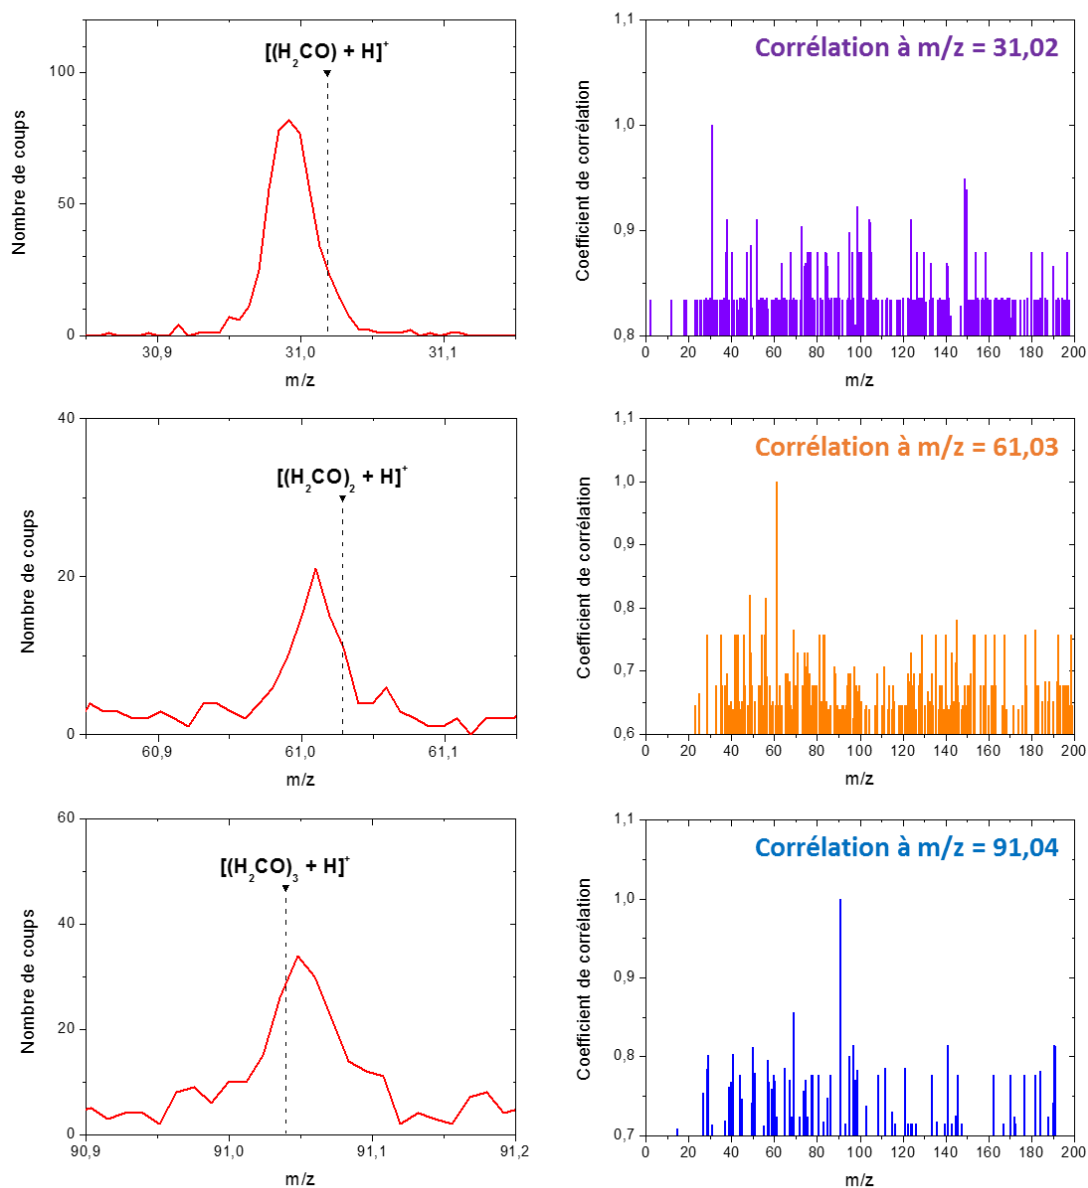 [(H₂CO) + H]⁺
Nombre de coups
100
50
0
30,9
31,0
31,1
m/z
Corrélation à m/z = 31,02
Coefficient de corrélation
1,1
1,0
0,9
0,8
0 20 40 60 80 100 120 140 160 180 200
m/z
[(H₂CO)₂ + H]⁺
Nombre de coups
40
20
0
60,9
61,0
61,1
m/z
Corrélation à m/z = 61,03
Coefficient de corrélation
1,1
1,0
0,9
0,8
0,7
0,6
0 20 40 60 80 100 120 140 160 180 200
m/z
[(H₂CO)₃ + H]⁺
Nombre de coups
60
40
20
0
90,9
91,0
91,1
91,2
m/z
Corrélation à m/z = 91,04
Coefficient de corrélation
1,1
1,0
0,9
0,8
0,7
0 20 40 60 80 100 120 140 160 180 200
m/z